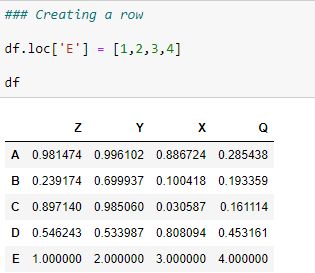 ### Creating a row
df.loc['E'] = [1,2,3,4]
df
Z Y X Q
A 0.981474 0.996102 0.886724 0.285438
B 0.239174 0.699937 0.100418 0.193359
C 0.897140 0.985060 0.030587 0.161114
D 0.546243 0.533987 0.808094 0.453161
E 1.000000 2.000000 3.000000 4.000000